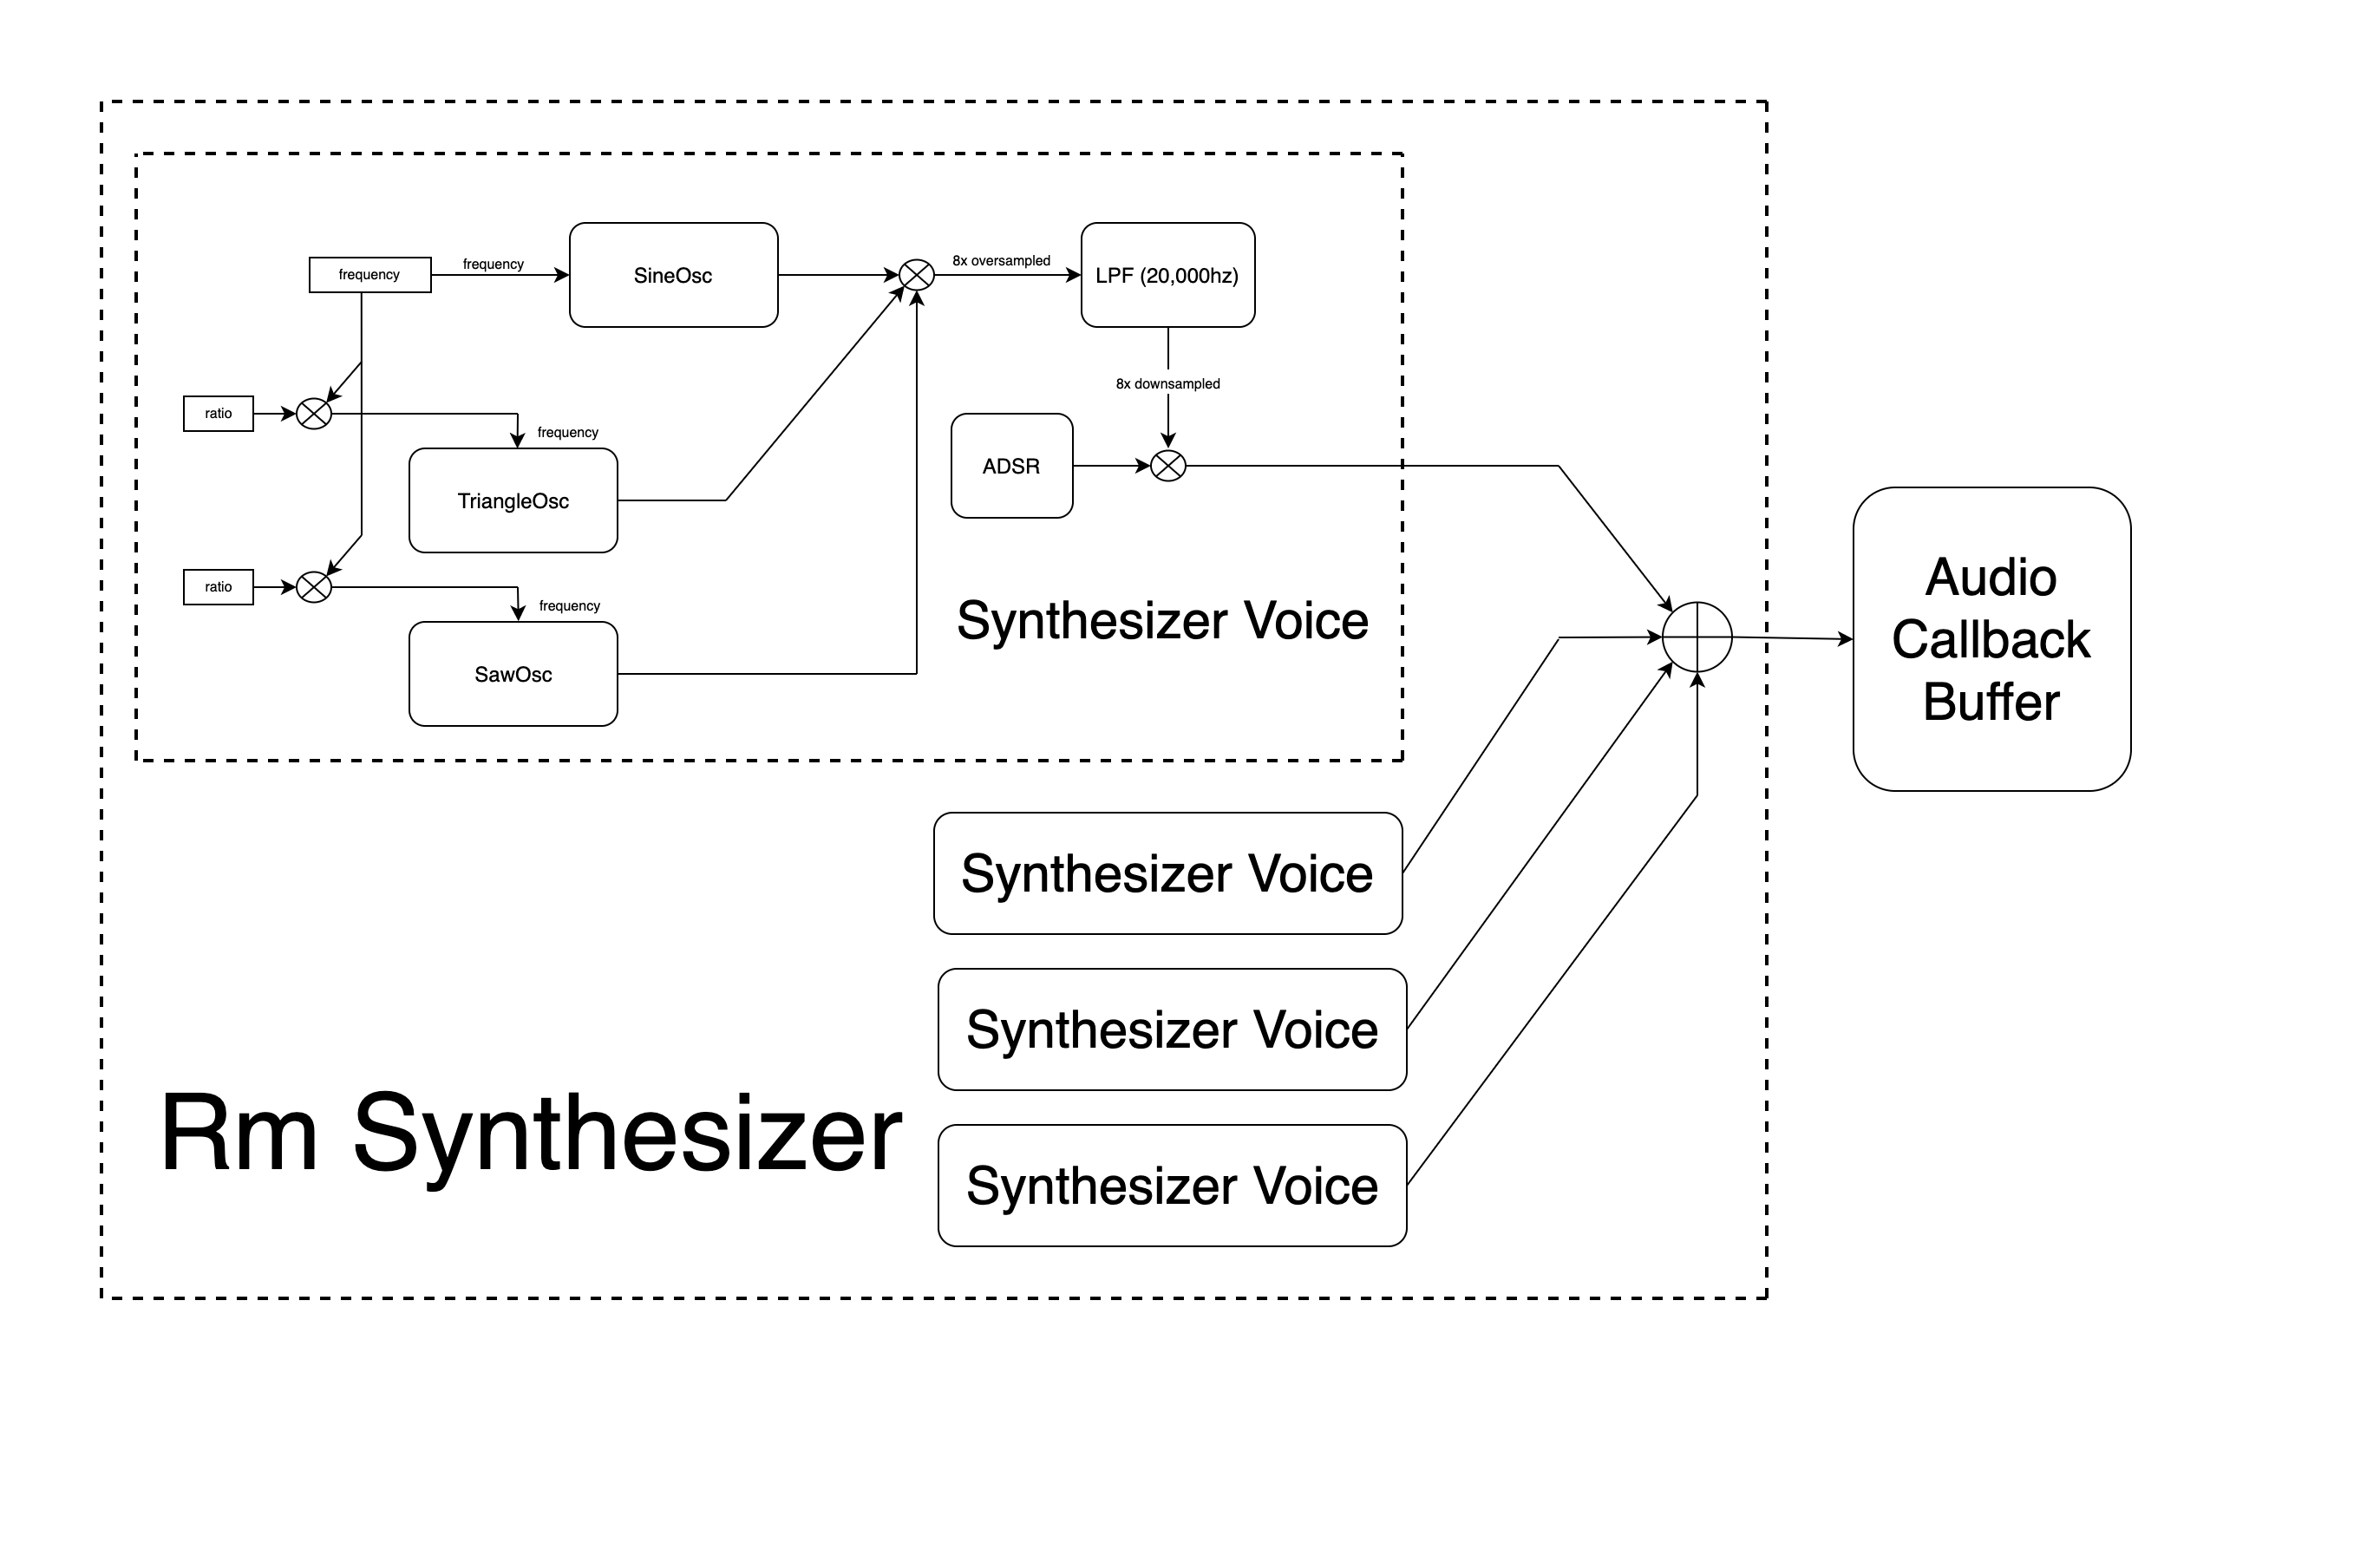 frequency
frequency
SineOsc
8x oversampled
LPF (20,000hz)
8x downsampled
ratio
frequency
TriangleOsc
ADSR
ratio
frequency
SawOsc
Synthesizer Voice
Audio
Callback
Buffer
Synthesizer Voice
Synthesizer Voice
Rm Synthesizer
Synthesizer Voice